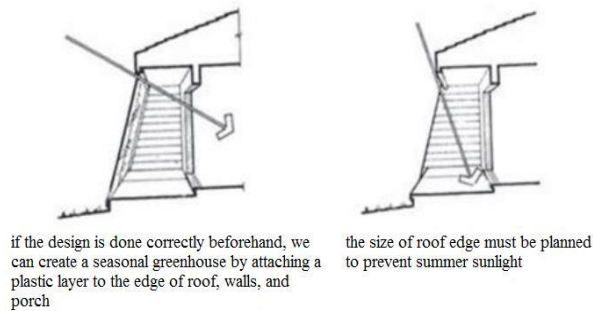 if the design is done correctly beforehand, we
can create a seasonal greenhouse by attaching a
plastic layer to the edge of roof, walls, and
porch
the size of roof edge must be planned
to prevent summer sunlight